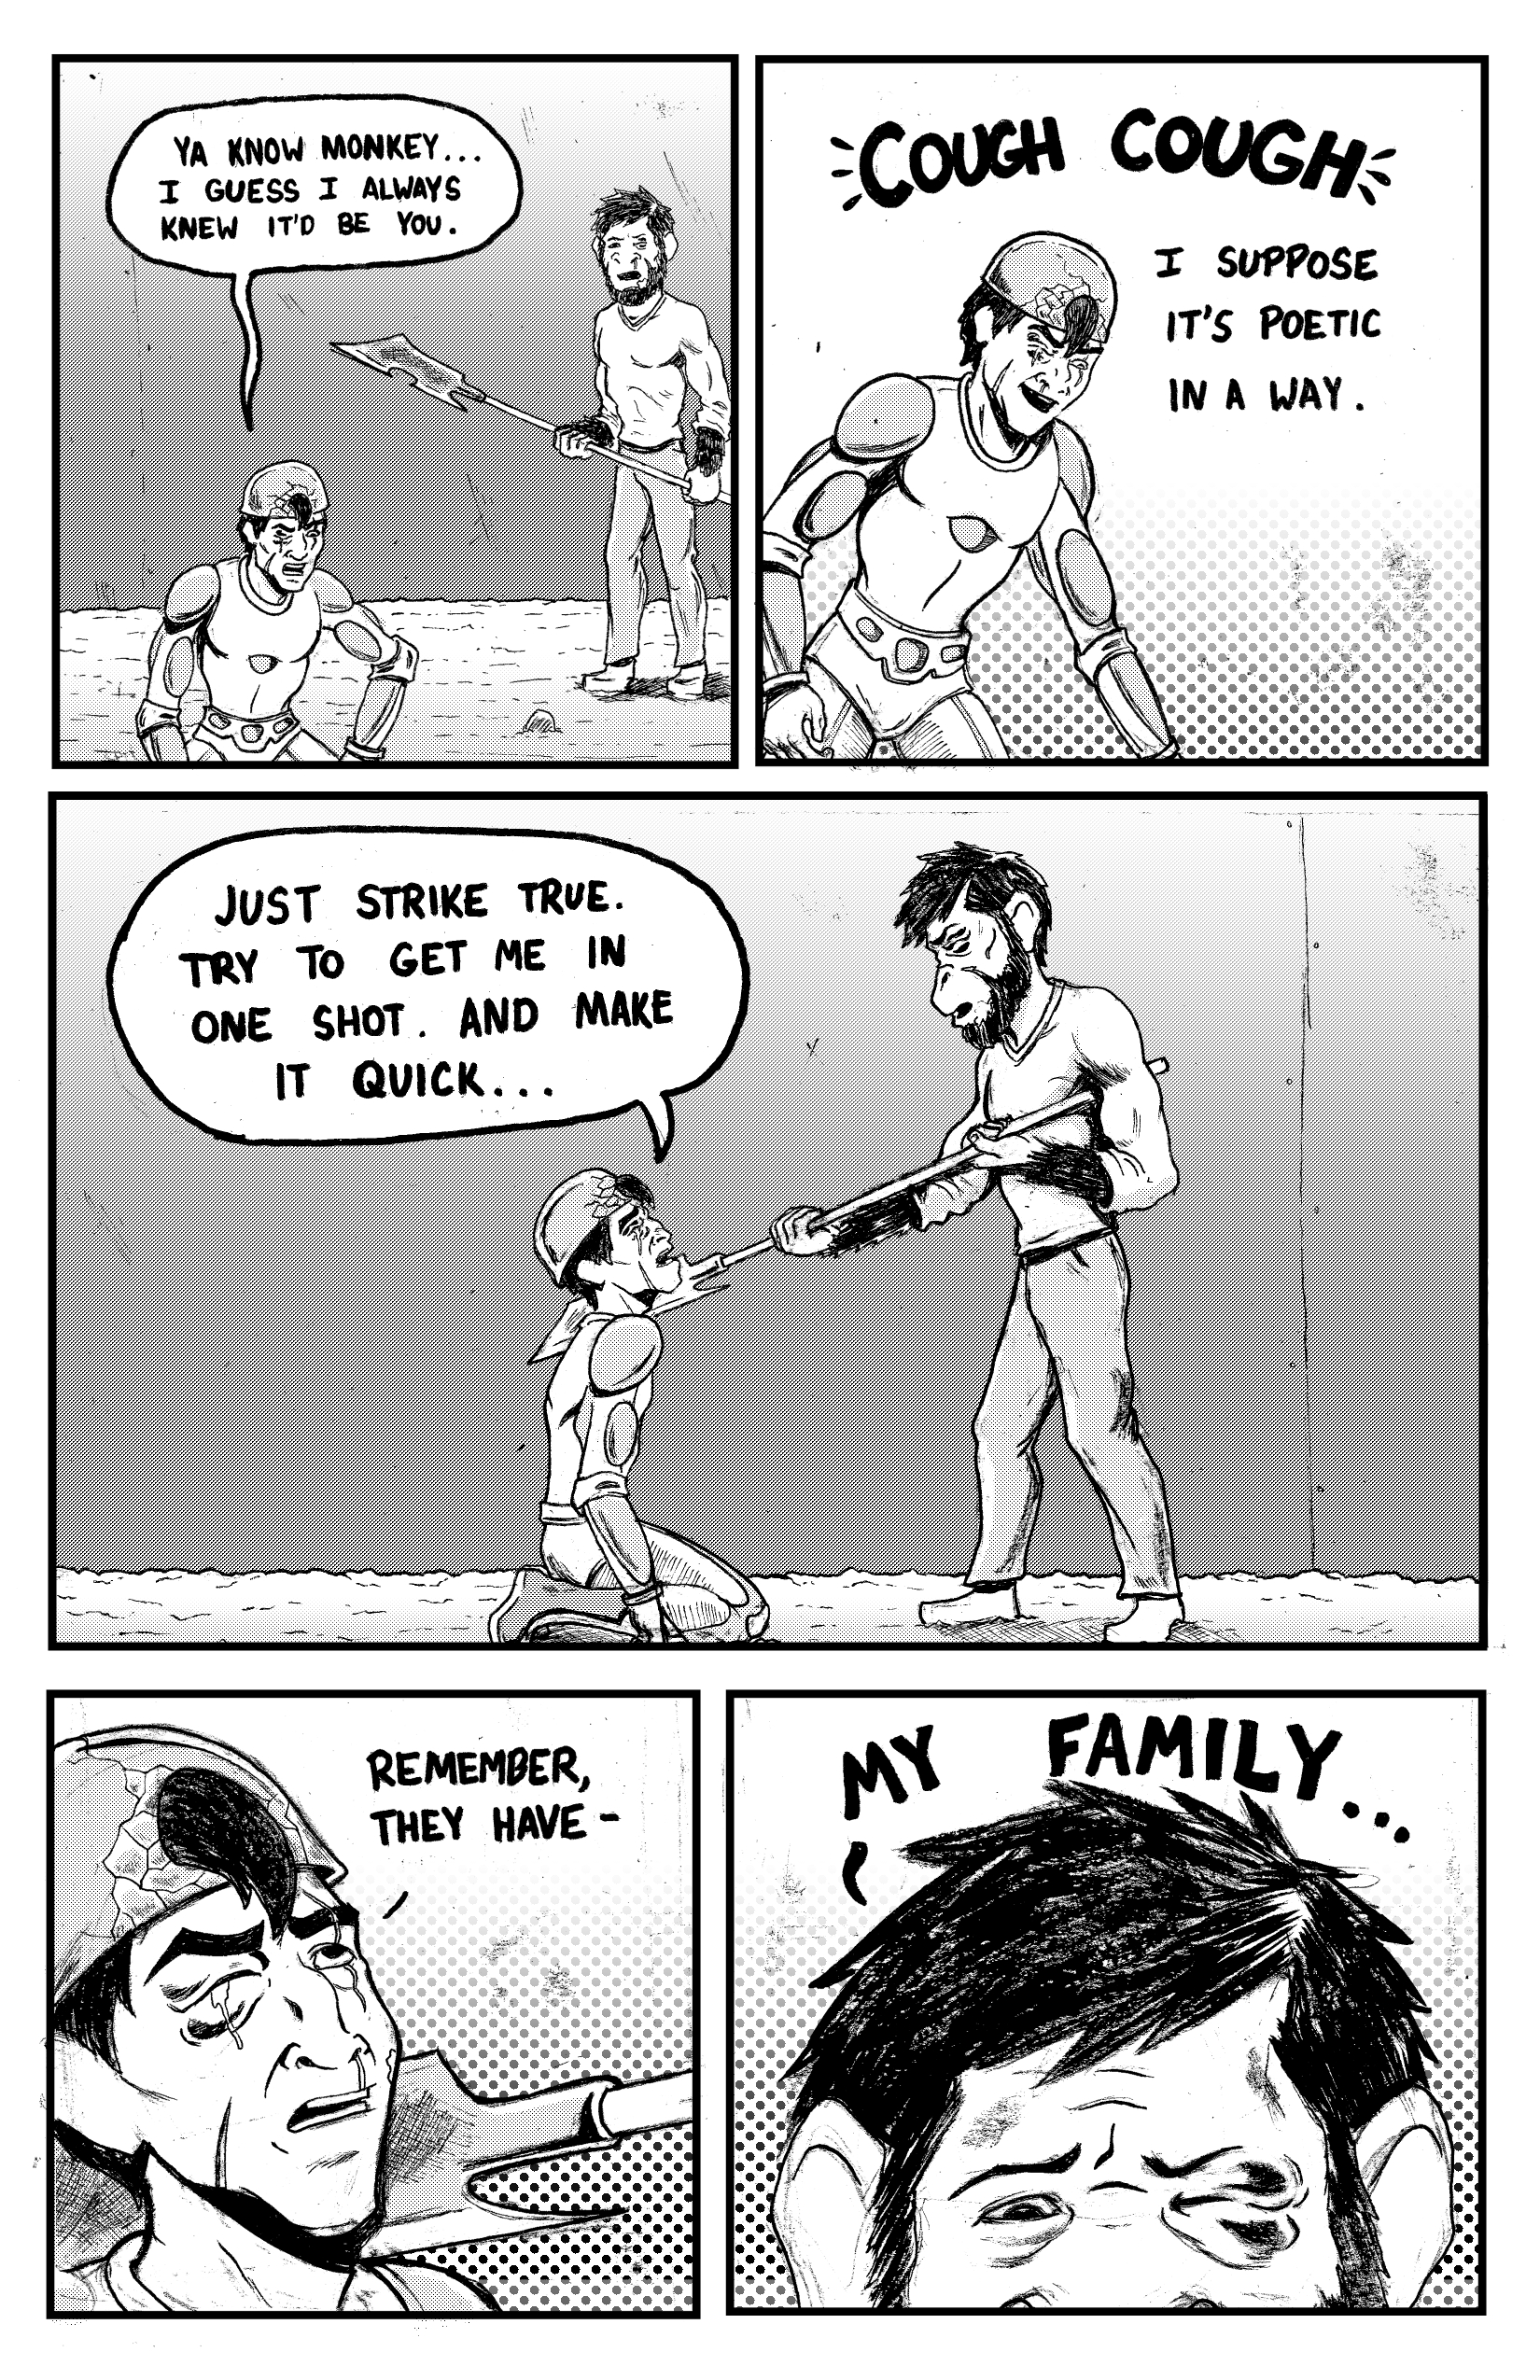 YA KNOW MONKEY...
I GUESS I ALWAYS
KNEW IT'D BE YOU.
COUGH COUGH
I SUPPOSE
IT'S POETIC
IN A WAY.
JUST STRIKE TRUE.
TRY TO GET ME IN
ONE SHOT. AND MAKE
IT QUICK...
REMEMBER,
THEY HAVE-
MY FAMILY...